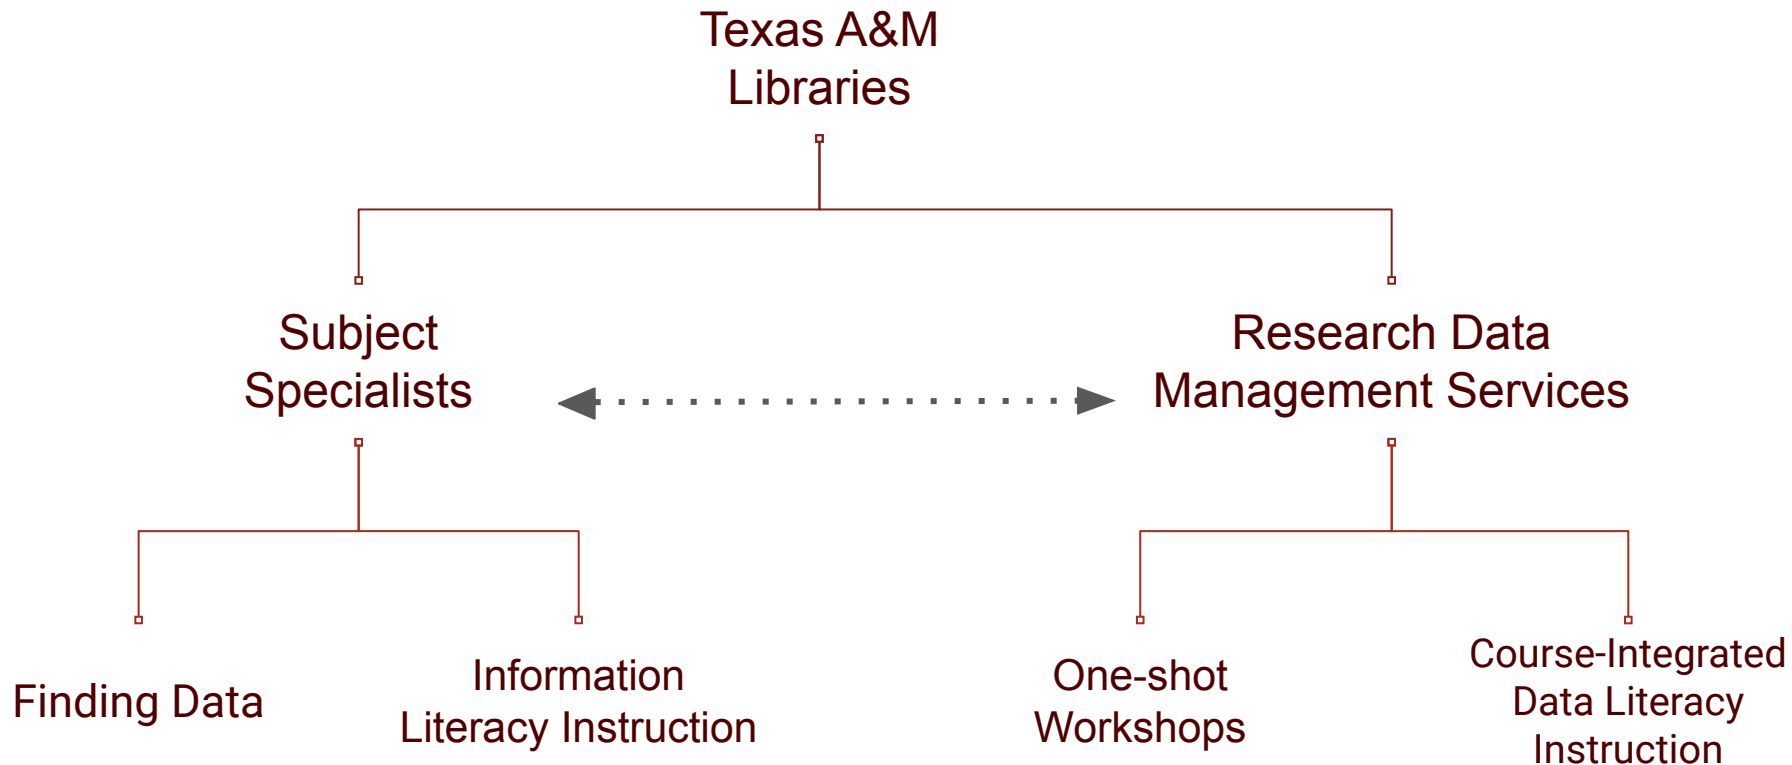 Texas A&M
Libraries
Subject
Specialists
Research Data
Management Services
Finding Data
Information
Literacy Instruction
One-shot
Workshops
Course-Integrated
Data Literacy
Instruction